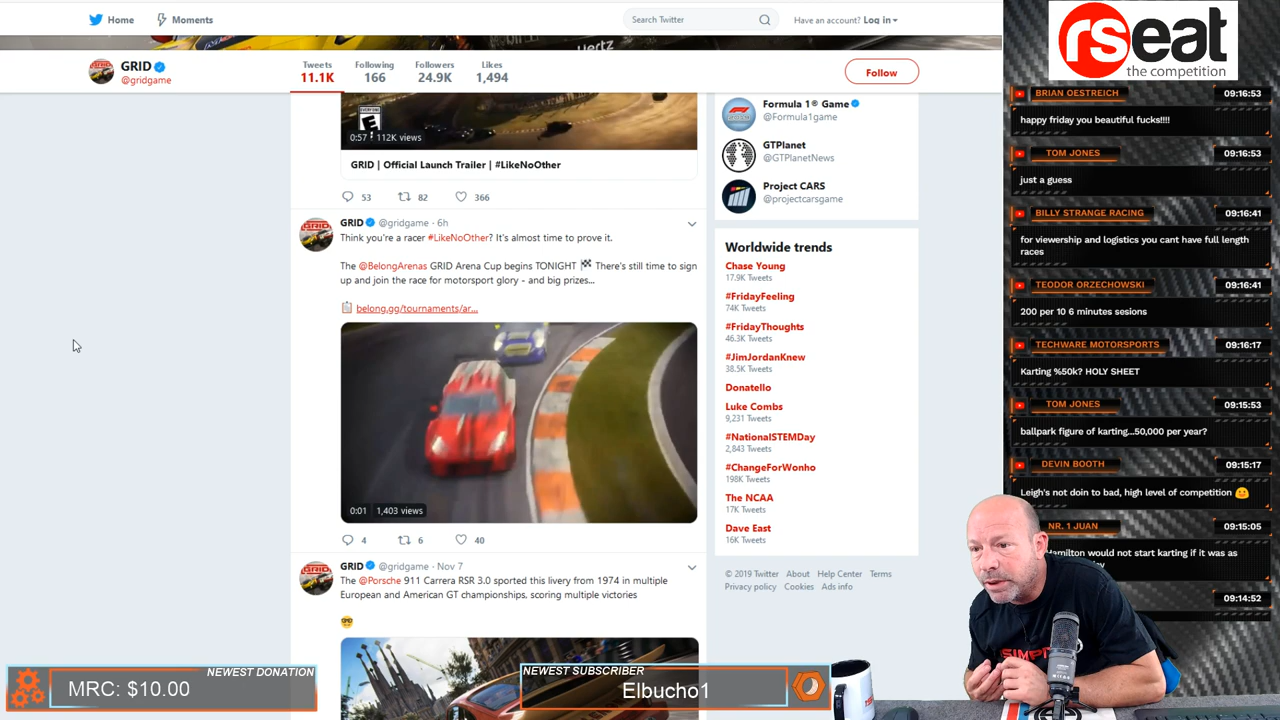 Home
Moments
Search Twitter
Have an account? Log in
Hertz
GRID
@gridgame
Tweets
11.1K
Following
166
Followers
24.9K
Likes
1,494
Follow
EVERYONE
E
0:57
112K views
GRID | Official Launch Trailer | #LikeNoOther
53
82
366
GRID @gridgame · 6h
Think you're a racer #LikeNoOther? It's almost time to prove it.
The @BelongArenas GRID Arena Cup begins TONIGHT There's still time to sign
up and join the race for motorsport glory - and big prizes...
belong.gg/tournaments/ar...
0:01
1,403 views
4
6
40
GRID @gridgame · Nov 7
The @Porsche 911 Carrera RSR 3.0 sported this livery from 1974 in multiple
European and American GT championships, scoring multiple victories
Formula 1® Game
@Formula1game
GTPlanet
@GTPlanetNews
Project CARS
@projectcarsgame
Worldwide trends
Chase Young
17.9K Tweets
#FridayFeeling
74K Tweets
#FridayThoughts
46.3K Tweets
#JimJordanKnew
38.5K Tweets
Donatello
Luke Combs
9,231 Tweets
#NationalSTEMDay
2,843 Tweets
#ChangeForWonho
198K Tweets
The NCAA
17K Tweets
Dave East
16K Tweets
© 2019 Twitter About Help Center Terms
Privacy policy Cookies Ads info
rseat
the competition
BRIAN OESTREICH 09:16:53
happy friday you beautiful fucks!!!!
TOM JONES 09:16:53
just a guess
BILLY STRANGE RACING 09:16:41
for viewership and logistics you cant have full length
races
TEODOR ORZECHOWSKI 09:16:41
200 per 10 6 minutes sesions
TECHWARE MOTORSPORTS 09:16:17
Karting %50k? HOLY SHEET
TOM JONES 09:15:53
ballpark figure of karting...50,000 per year?
DEVIN BOOTH 09:15:17
Leigh's not doin to bad, high level of competition
NR. 1 JUAN 09:15:05
Hamilton would not start karting if it was as
09:14:52
NEWEST DONATION
MRC: $10.00
NEWEST SUBSCRIBER
Elbucho1